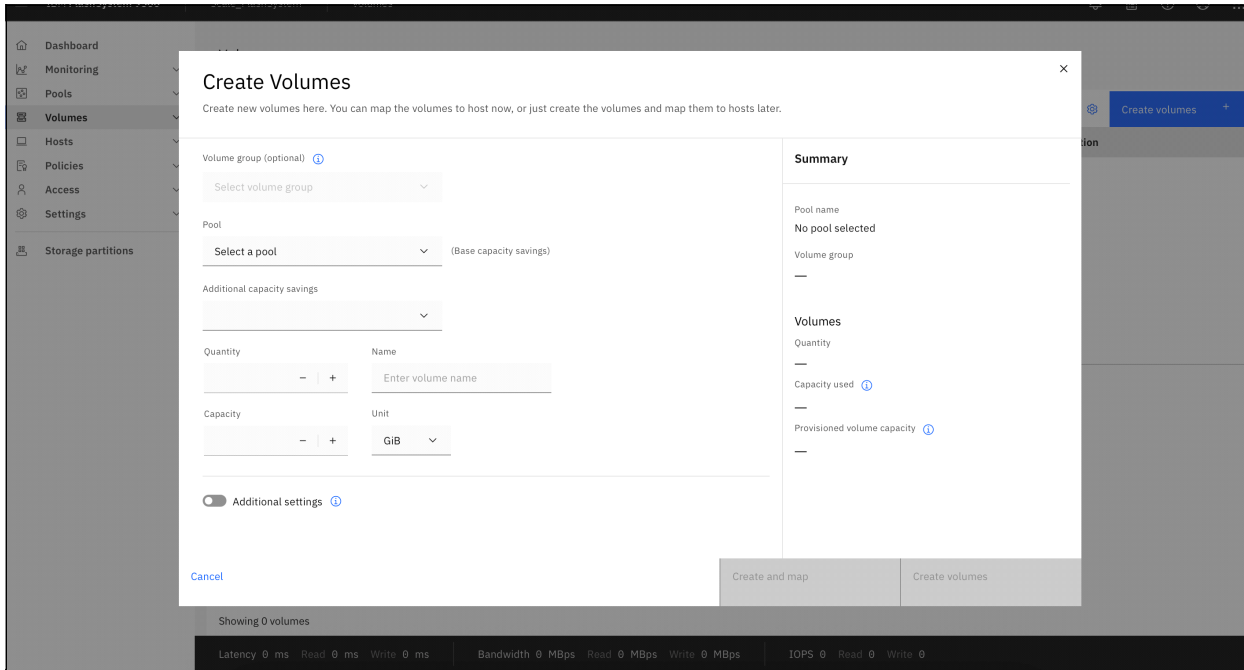 IBM FlashSystem 9500 Scale_FlashSystem Volumes
Dashboard
Monitoring
Pools
Volumes
Hosts
Policies
Access
Settings
Storage partitions
Create volumes +
Create Volumes
Create new volumes here. You can map the volumes to host now, or just create the volumes and map them to hosts later.
Volume group (optional)
Select volume group
Pool
Select a pool (Base capacity savings)
Additional capacity savings
Quantity Name
− + Enter volume name
Capacity Unit
− + GiB
Additional settings
Summary
Pool name
No pool selected
Volume group
—
Volumes
Quantity
—
Capacity used
—
Provisioned volume capacity
—
Cancel Create and map Create volumes
Showing 0 volumes
Latency 0 ms Read 0 ms Write 0 ms Bandwidth 0 MBps Read 0 MBps Write 0 MBps IOPS 0 Read 0 Write 0